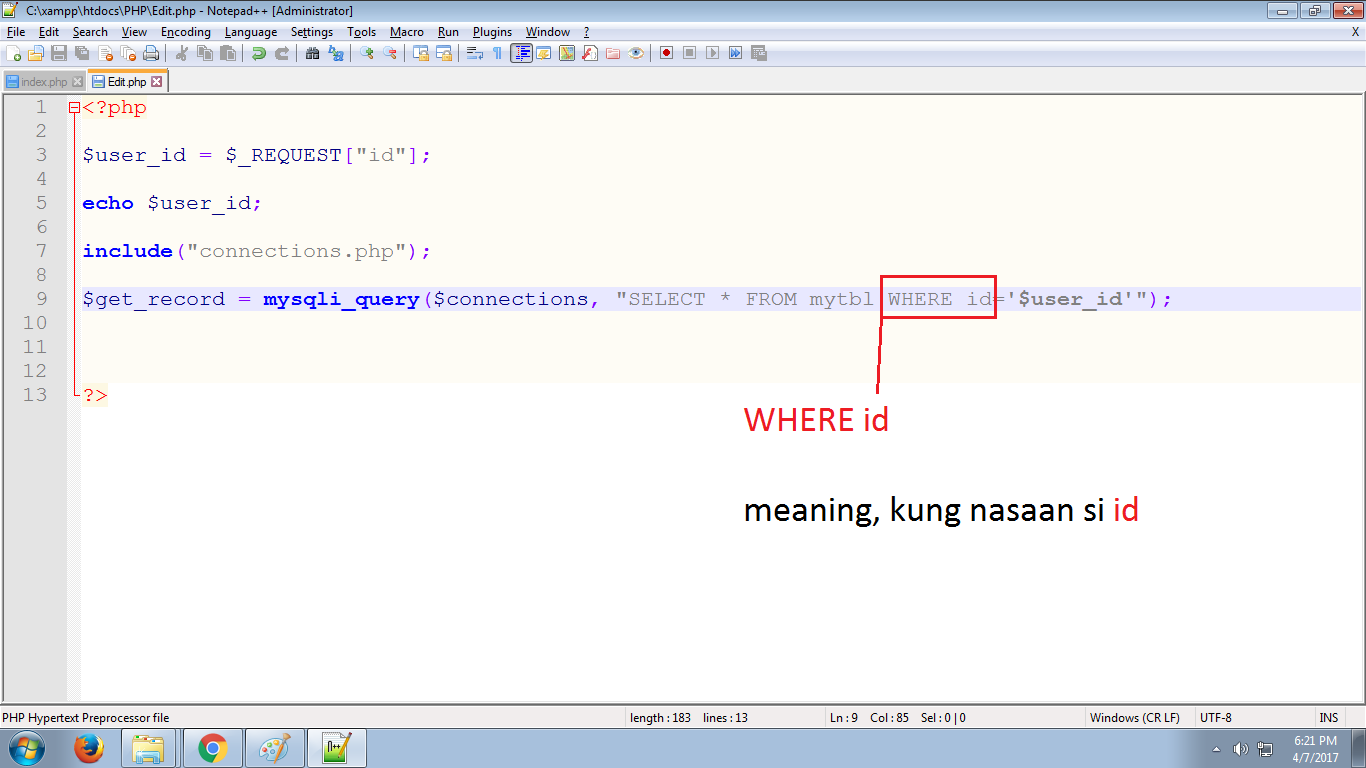 C:\xampp\htdocs\PHP\Edit.php - Notepad++ [Administrator]
File Edit Search View Encoding Language Settings Tools Macro Run Plugins Window ? X
index.php Edit.php
1 <?php
2
3 $user_id = $_REQUEST["id"];
4
5 echo $user_id;
6
7 include("connections.php");
8
9 $get_record = mysqli_query($connections, "SELECT * FROM mytbl WHERE id='$user_id'");
10
11
12
13 ?>
WHERE id
meaning, kung nasaan si id
PHP Hypertext Preprocessor file length : 183 lines : 13 Ln : 9 Col : 85 Sel : 0 | 0 Windows (CR LF) UTF-8 INS
6:21 PM
4/7/2017